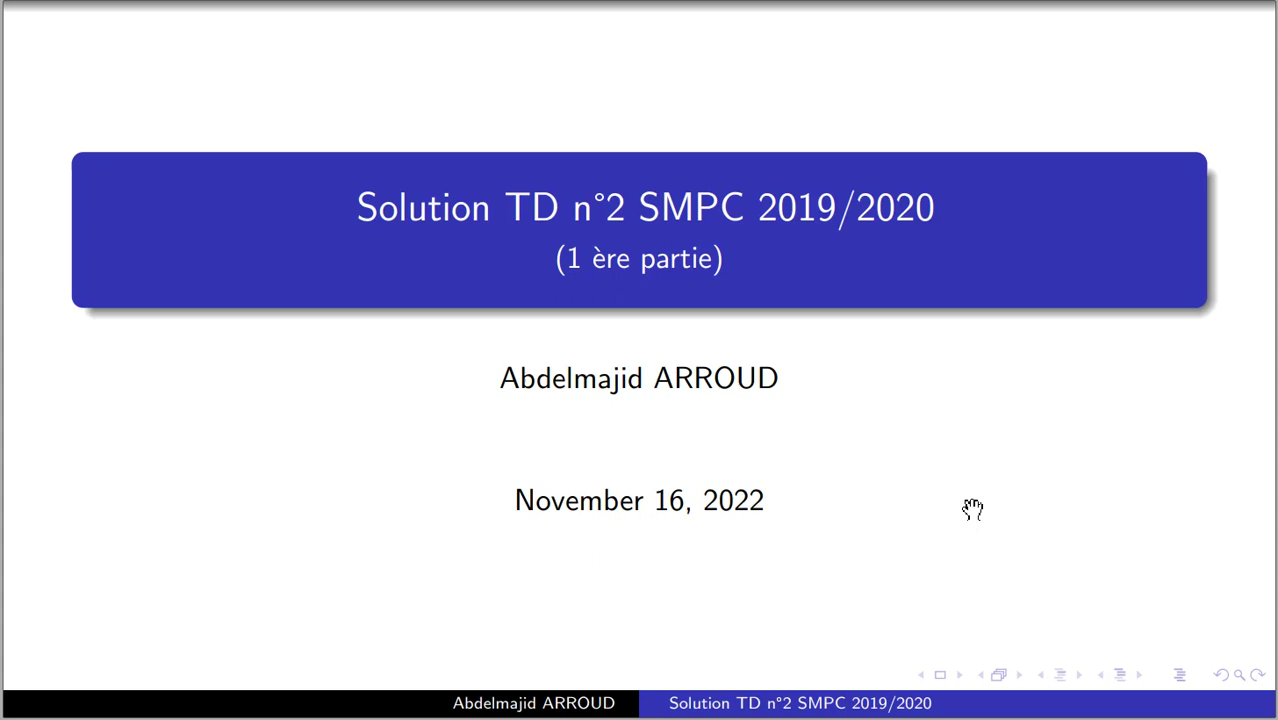 Solution TD n°2 SMPC 2019/2020
(1 ère partie)
Abdelmajid ARROUD
November 16, 2022
Abdelmajid ARROUD
Solution TD n°2 SMPC 2019/2020